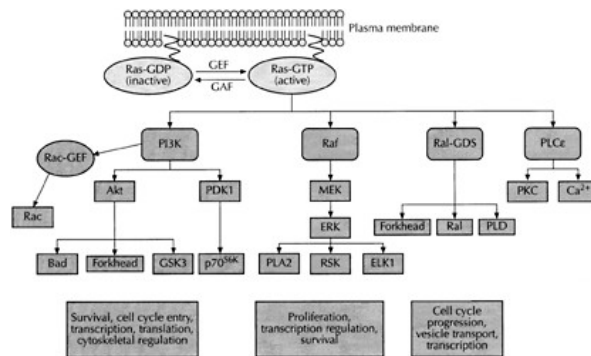 Plasma membrane
Ras-GDP
(inactive)
GEF
GAF
Ras-GTP
(active)
Rac-GEF
PI3K
Raf
Ral-GDS
PLCε
Rac
Akt
PDK1
MEK
PKC
Ca2+
ERK
Forkhead
Ral
PLD
Bad
Forkhead
GSK3
p70S6K
PLA2
RSK
ELK1
Survival, cell cycle entry,
transcription, translation,
cytoskeletal regulation
Proliferation,
transcription regulation,
survival
Cell cycle
progression,
vesicle transport,
transcription